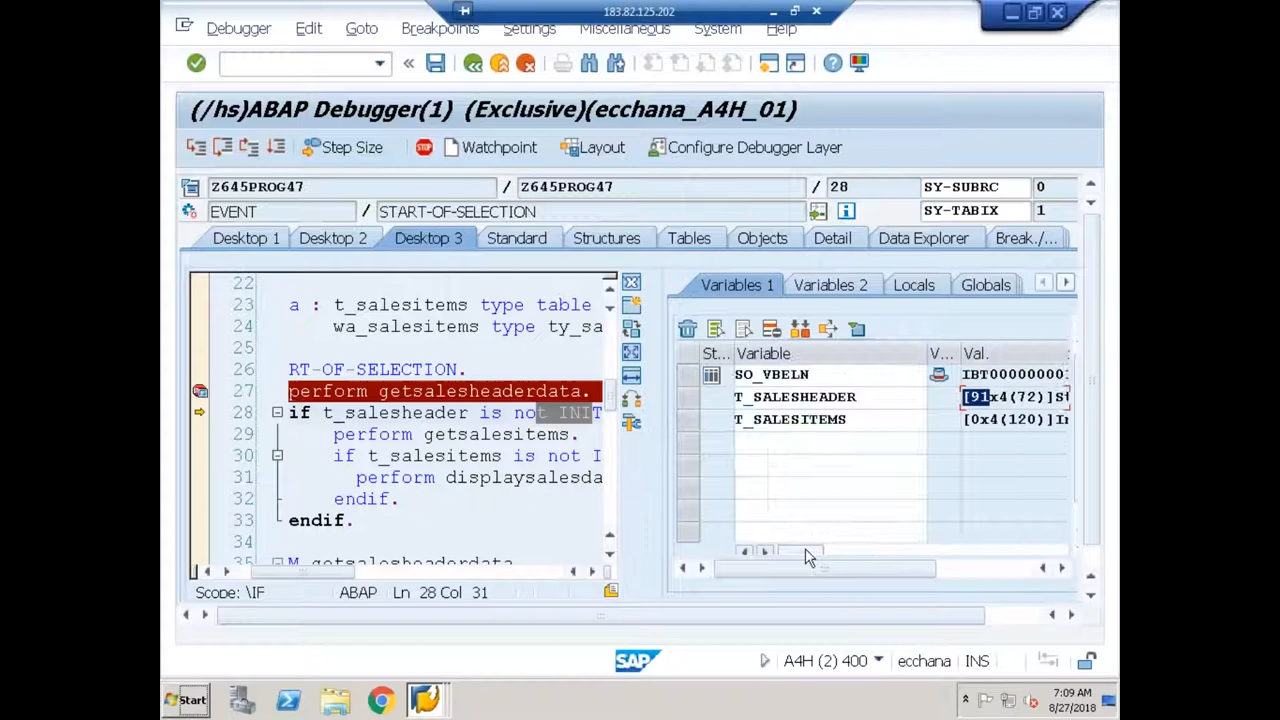 183.82.125.202
Debugger Edit Goto Breakpoints Settings Miscellaneous System Help
(/hs)ABAP Debugger(1) (Exclusive)(ecchana_A4H_01)
Step Size STOP Watchpoint Layout Configure Debugger Layer
Z645PROG47 / Z645PROG47 / 28 SY-SUBRC 0
EVENT / START-OF-SELECTION SY-TABIX 1
Desktop 1 Desktop 2 Desktop 3 Standard Structures Tables Objects Detail Data Explorer Break./...
Variables 1 Variables 2 Locals Globals
St... Variable V... Val.
SO_VBELN IBT00000000
T_SALESHEADER [91x4(72)]St
T_SALESITEMS [0x4(120)]I
22
23 a : t_salesitems type table
24 wa_salesitems type ty_sa
25
26 RT-OF-SELECTION.
27 perform getsalesheaderdata.
28 if t_salesheader is not INIT
29 perform getsalesitems.
30 if t_salesitems is not I
31 perform displaysalesda
32 endif.
33 endif.
34
35 M getsalesheaderdata
Scope: \IF ABAP Ln 28 Col 31
SAP A4H (2) 400 ecchana INS
Start 7:09 AM
8/27/2018